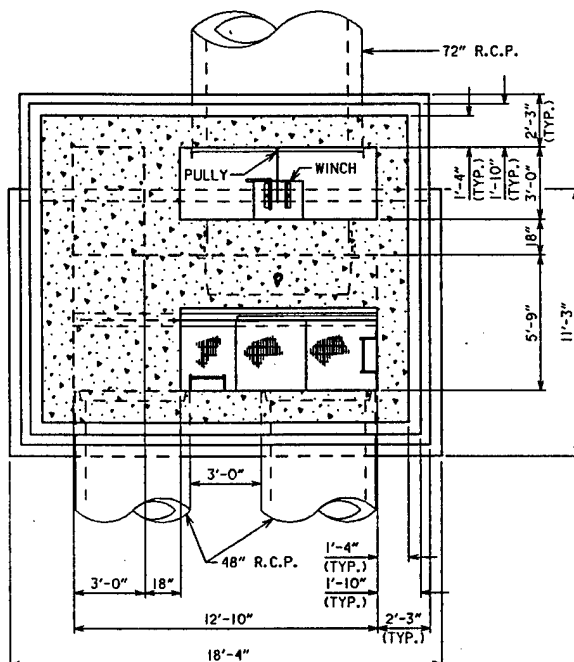 72" R.C.P.
2'-3"
(TYP.)
PULLY
WINCH
1'-4"
(TYP.)
1'-10"
(TYP.)
3'-0"
18"
5'-9"
11'-3"
3'-0"
48" R.C.P.
1'-4"
(TYP.)
1'-10"
(TYP.)
3'-0"
18"
12'-10"
2'-3"
(TYP.)
18'-4"